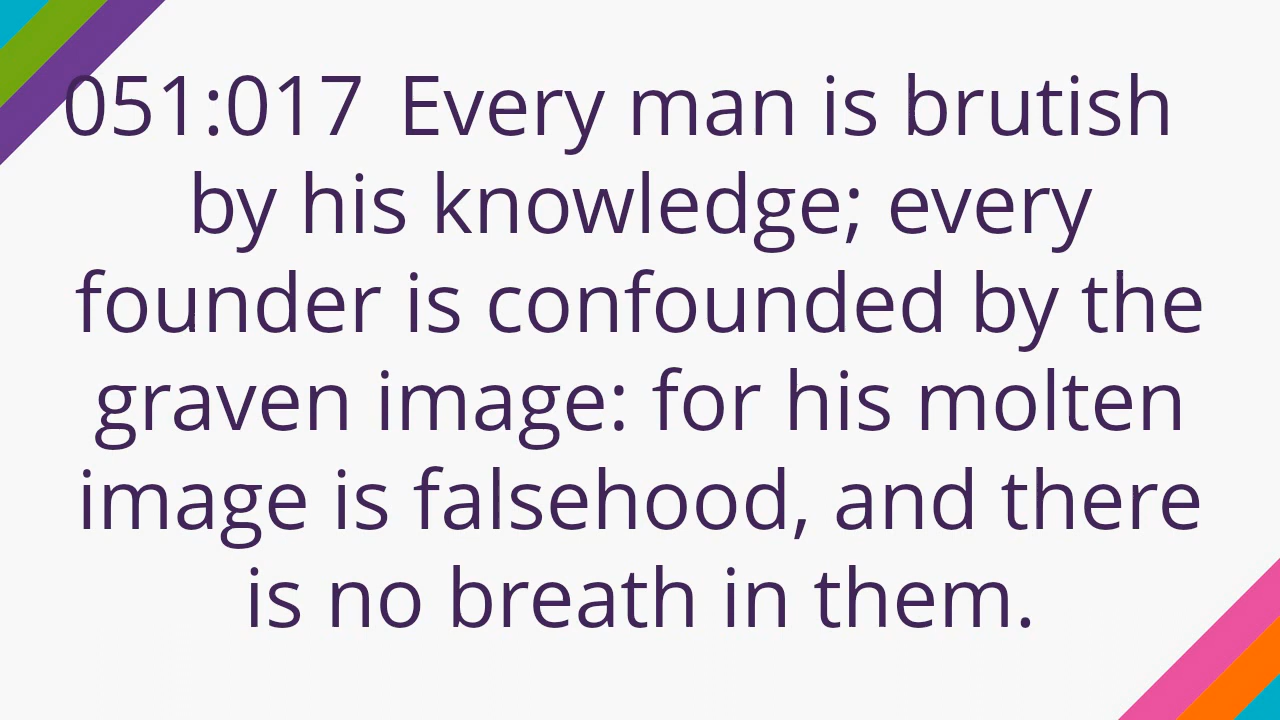 051:017 Every man is brutish
by his knowledge; every
founder is confounded by the
graven image: for his molten
image is falsehood, and there
is no breath in them.